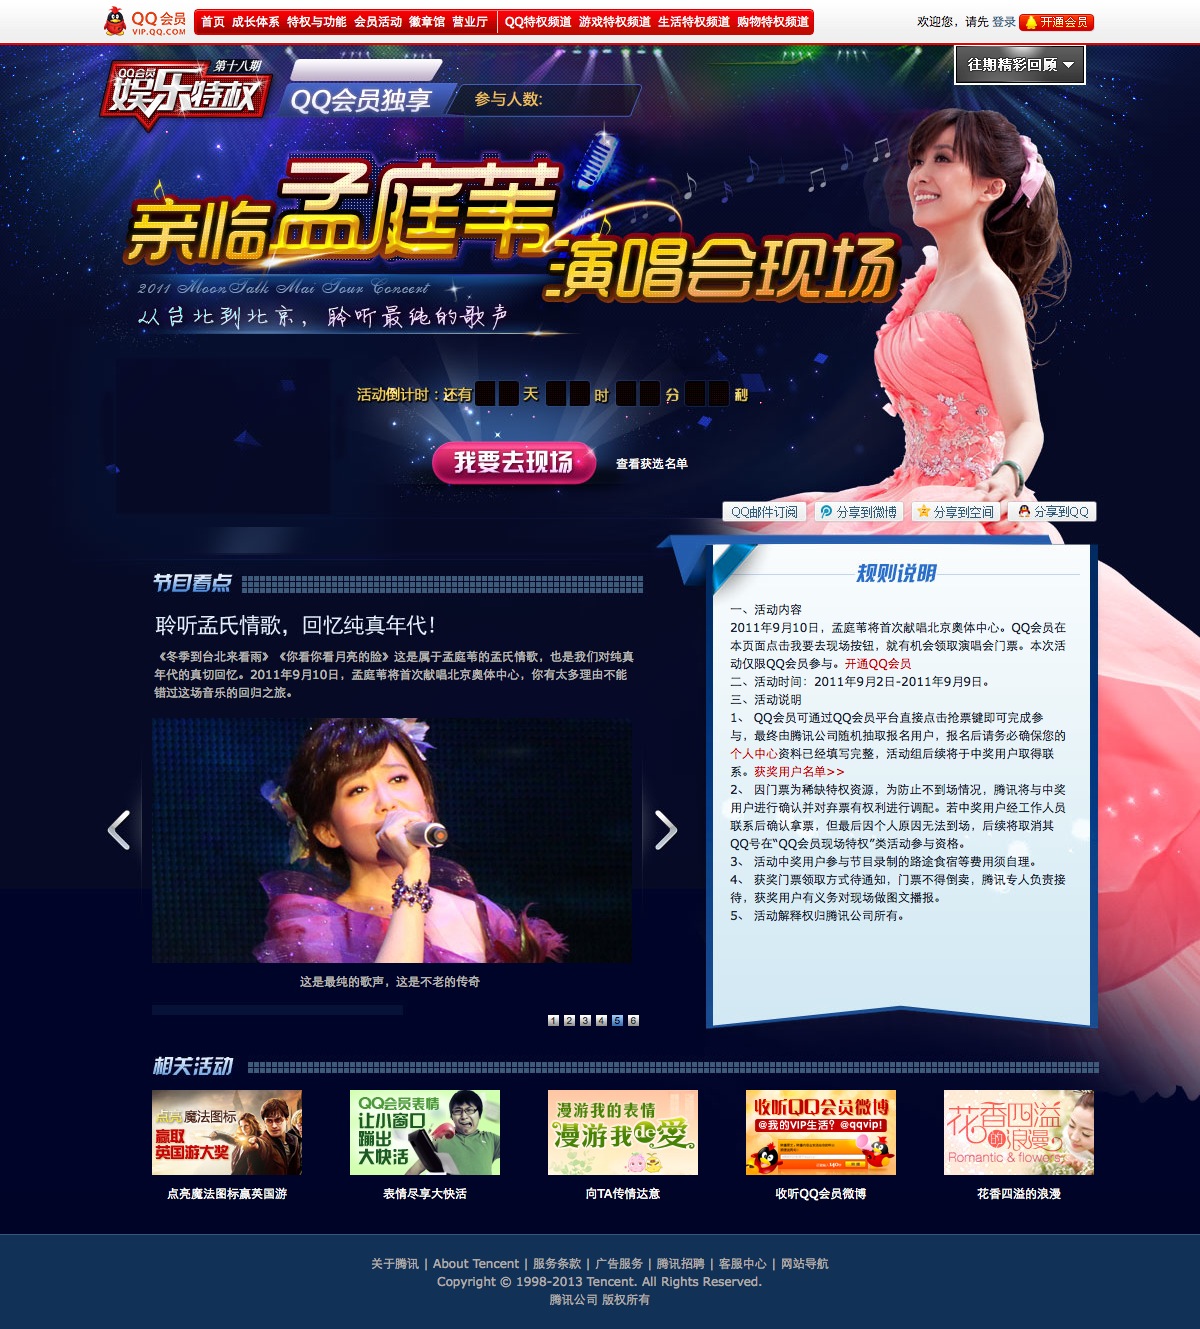 QQ会员
VIP.QQ.COM
首页 成长体系 特权与功能 会员活动 徽章馆 营业厅 QQ特权频道 游戏特权频道 生活特权频道 购物特权频道
欢迎您，请先 登录 开通会员
往期精彩回顾
QQ会员
第十八期
娱乐特权
QQ会员独享
参与人数:
亲临孟庭苇
演唱会现场
2011 MoonTalk Mai Tour Concert
从台北到北京，聆听最纯的歌声
活动倒计时：还有 天 时 分 秒
我要去现场
查看获选名单
QQ邮件订阅 分享到微博 分享到空间 分享到QQ
节目看点
聆听孟氏情歌，回忆纯真年代！
《冬季到台北来看雨》《你看你看月亮的脸》这是属于孟庭苇的孟氏情歌，也是我们对纯真
年代的真切回忆。2011年9月10日，孟庭苇将首次献唱北京奥体中心，你有太多理由不能
错过这场音乐的回归之旅。
这是最纯的歌声，这是不老的传奇
1 2 3 4 5 6
规则说明
一、活动内容
2011年9月10日，孟庭苇将首次献唱北京奥体中心。QQ会员在
本页面点击我要去现场按钮，就有机会领取演唱会门票。本次活
动仅限QQ会员参与。开通QQ会员
二、活动时间：2011年9月2日-2011年9月9日。
三、活动说明
1、 QQ会员可通过QQ会员平台直接点击抢票键即可完成参
与，最终由腾讯公司随机抽取报名用户，报名后请务必确保您的
个人中心资料已经填写完整，活动组后续将于中奖用户取得联
系。获奖用户名单>>
2、 因门票为稀缺特权资源，为防止不到场情况，腾讯将与中奖
用户进行确认并对弃票有权利进行调配。若中奖用户经工作人员
联系后确认拿票，但最后因个人原因无法到场，后续将取消其
QQ号在“QQ会员现场特权”类活动参与资格。
3、 活动中奖用户参与节目录制的路途食宿等费用须自理。
4、 获奖门票领取方式待通知，门票不得倒卖，腾讯专人负责接
待，获奖用户有义务对现场做图文播报。
5、 活动解释权归腾讯公司所有。
相关活动
点亮魔法图标
赢取
英国游大奖
QQ会员表情
让小窗口
蹦出
大快活
漫游我的表情
漫游我让爱
收听QQ会员微博
@我的VIP生活? @qqvip!
花香四溢
的浪漫
Romantic & flowers
点亮魔法图标赢英国游
表情尽享大快活
向TA传情达意
收听QQ会员微博
花香四溢的浪漫
关于腾讯 | About Tencent | 服务条款 | 广告服务 | 腾讯招聘 | 客服中心 | 网站导航
Copyright © 1998-2013 Tencent. All Rights Reserved.
腾讯公司 版权所有